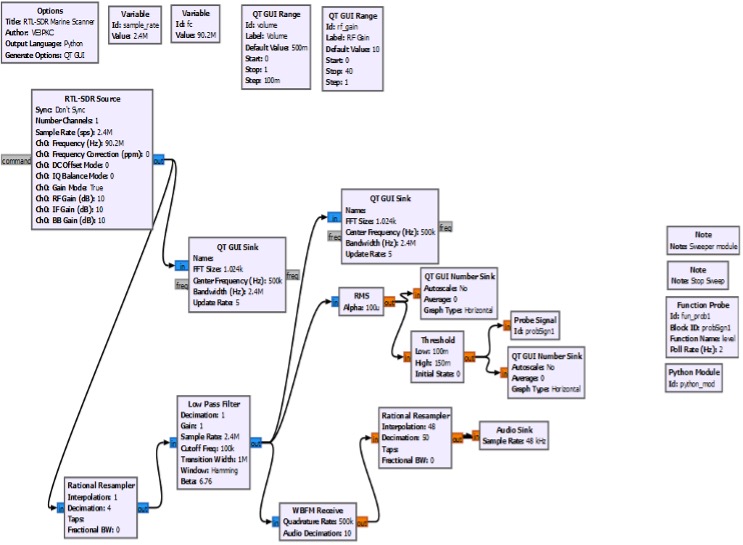 Options
Title: RTL-SDR Marine Scanner
Author: VE3PKC
Output Language: Python
Generate Options: QT GUI
Variable
Id: sample_rate
Value: 2.4M
Variable
Id: fc
Value: 90.2M
QT GUI Range
Id: volume
Label: Volume
Default Value: 500m
Start: 0
Stop: 1
Step: 100m
QT GUI Range
Id: rf_gain
Label: RF Gain
Default Value: 10
Start: 0
Stop: 40
Step: 1
RTL-SDR Source
Sync: Don't Sync
Number Channels: 1
Sample Rate (sps): 2.4M
Ch0: Frequency (Hz): 90.2M
Ch0: Frequency Correction (ppm): 0
Ch0: DC Offset Mode: 0
Ch0: IQ Balance Mode: 0
Ch0: Gain Mode: True
Ch0: RF Gain (dB): 10
Ch0: IF Gain (dB): 10
Ch0: BB Gain (dB): 10
command
out
QT GUI Sink
Name:
FFT Size: 1.024k
Center Frequency (Hz): 500k
Bandwidth (Hz): 2.4M
Update Rate: 5
in
freq
freq
QT GUI Sink
Name:
FFT Size: 1.024k
Center Frequency (Hz): 500k
Bandwidth (Hz): 2.4M
Update Rate: 5
in
freq
freq
RMS
Alpha: 100u
in
out
QT GUI Number Sink
Autoscale: No
Average: 0
Graph Type: Horizontal
in
Threshold
Low: 100m
High: 150m
Initial State: 0
in
out
Probe Signal
Id: probSign1
in
QT GUI Number Sink
Autoscale: No
Average: 0
Graph Type: Horizontal
in
Note
Note: Sweeper module
Note
Note: Stop Sweep
Function Probe
Id: fun_prob1
Block ID: probSign1
Function Name: level
Poll Rate (Hz): 2
Python Module
Id: python_mod
Low Pass Filter
Decimation: 1
Gain: 1
Sample Rate: 2.4M
Cutoff Freq: 100k
Transition Width: 1M
Window: Hamming
Beta: 6.76
in
out
Rational Resampler
Interpolation: 1
Decimation: 4
Taps:
Fractional BW: 0
in
out
WBFM Receive
Quadrature Rate: 500k
Audio Decimation: 10
in
out
Rational Resampler
Interpolation: 48
Decimation: 50
Taps:
Fractional BW: 0
in
out
Audio Sink
Sample Rate: 48 kHz
in